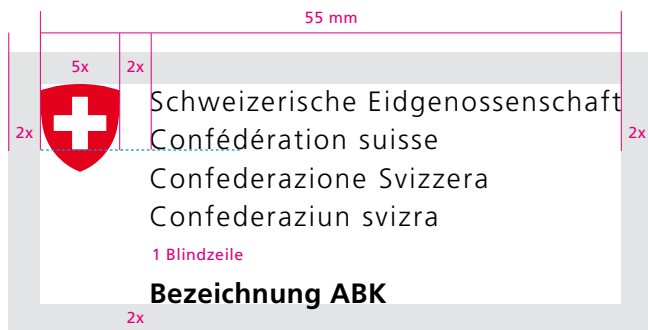 55 mm
5x 2x
2x
2x
Schweizerische Eidgenossenschaft
Confédération suisse
Confederazione Svizzera
Confederaziun svizra
1 Blindzeile
Bezeichnung ABK
2x